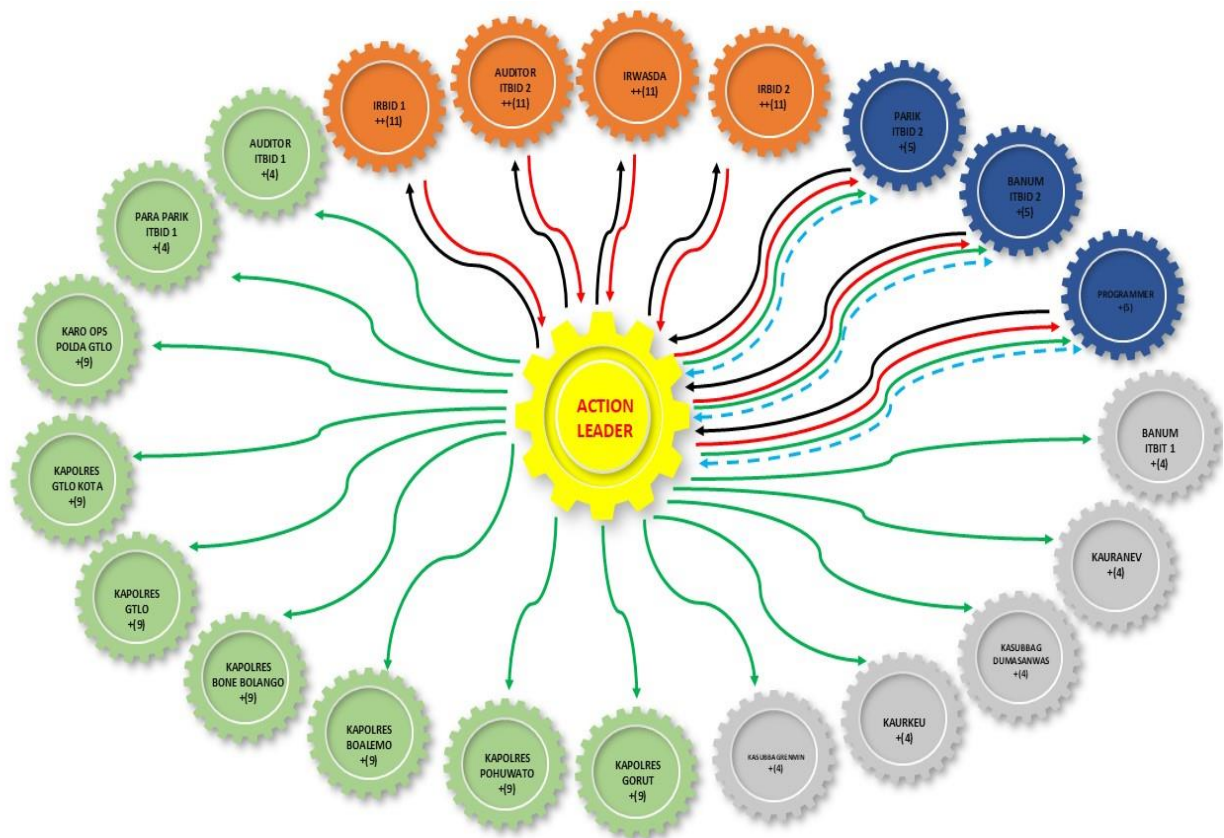 IRBID 1
++(11)
AUDITOR
ITBID 2
++(11)
IRWASDA
++(11)
IRBID 2
++(11)
PARIK
ITBID 2
+(5)
BANUM
ITBID 2
+(5)
PROGRAMMER
+(5)
BANUM
ITBIT 1
+(4)
KAURANEV
+(4)
KASUBBAG
DUMASANWAS
+(4)
KAURKEU
+(4)
KASUBBAGRENMIN
+(4)
KAPOLRES
GORUT
+(9)
KAPOLRES
POHUWATO
+(9)
KAPOLRES
BOALEMO
+(9)
KAPOLRES
BONE BOLANGO
+(9)
KAPOLRES
GTLO
+(9)
KAPOLRES
GTLO KOTA
+(9)
KARO OPS
POLDA GTLO
+(9)
PARA PARIK
ITBID 1
+(4)
AUDITOR
ITBID 1
+(4)
ACTION
LEADER